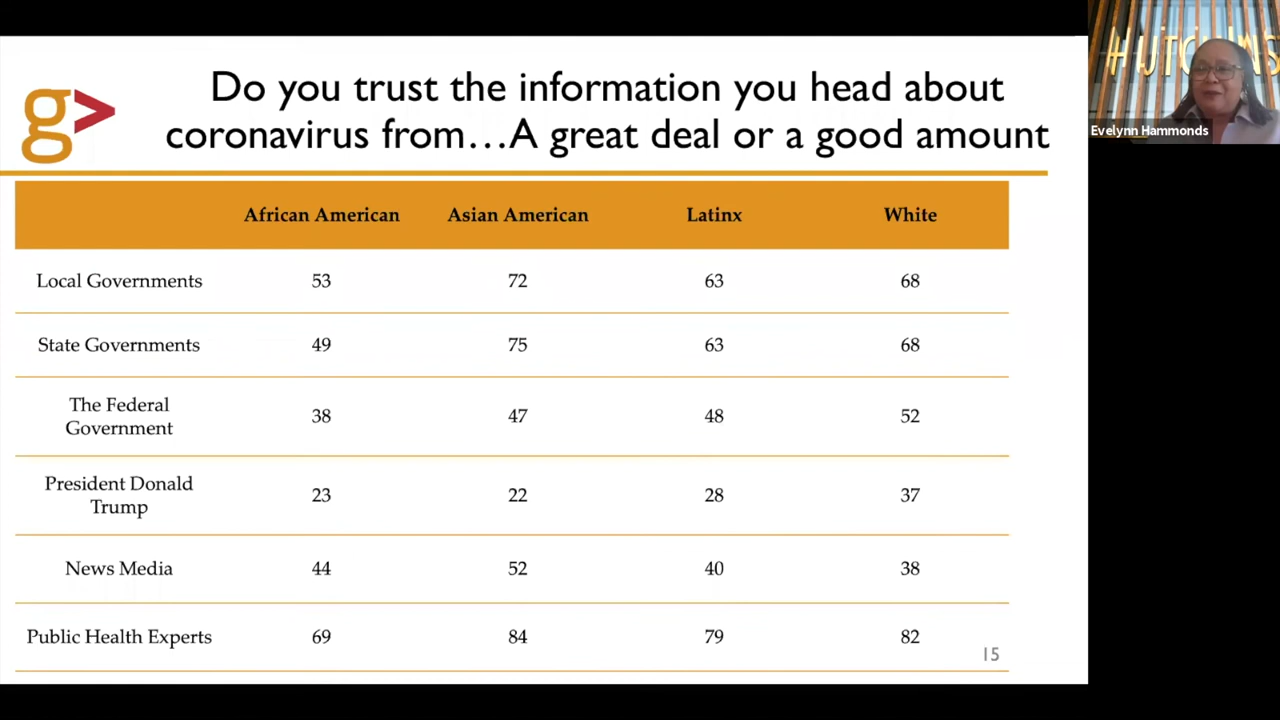 Do you trust the information you head about
coronavirus from…A great deal or a good amount
g>
African American Asian American Latinx White
Local Governments 53 72 63 68
State Governments 49 75 63 68
The Federal
Government 38 47 48 52
President Donald
Trump 23 22 28 37
News Media 44 52 40 38
Public Health Experts 69 84 79 82
15
HUTCHINS
Evelynn Hammonds